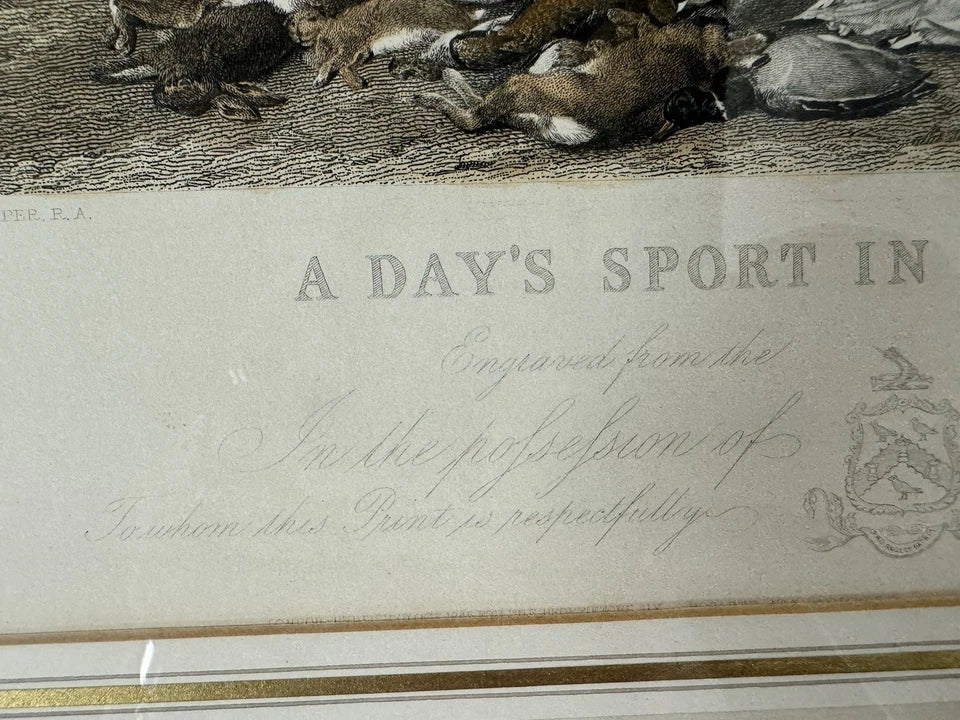 PER, R.A.
A DAY'S SPORT IN
Engraved from the
In the poſseſsion of
To whom this Print is respectfully